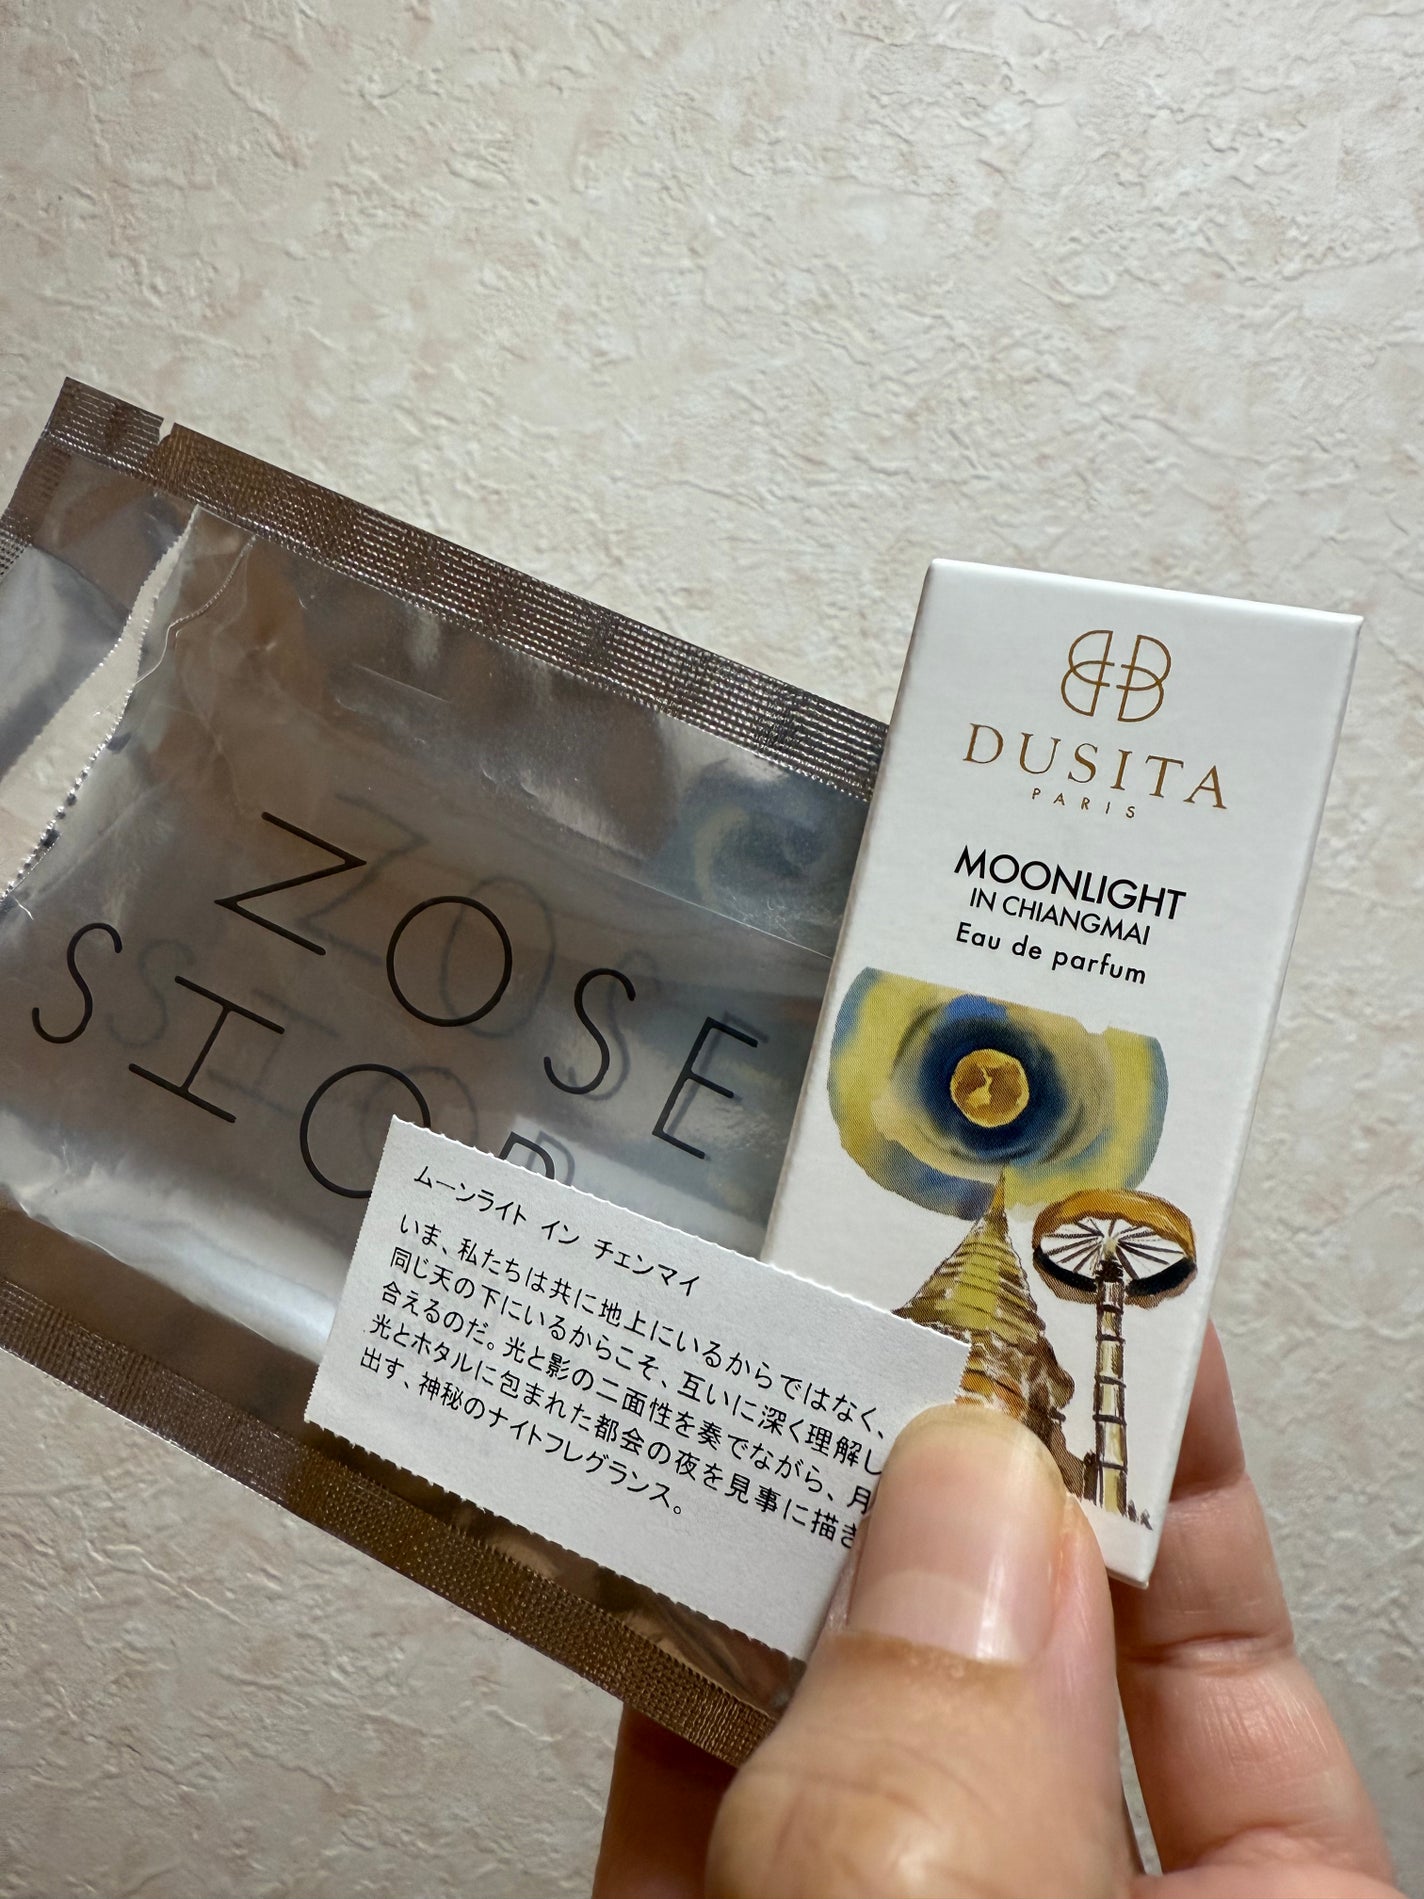 ZOSE
SIOR
DUSITA
PARIS
MOONLIGHT
IN CHIANGMAI
Eau de parfum
ムーンライト イン チェンマイ
いま、私たちは共に地上にいるからではなく、
同じ天の下にいるからこそ、互いに深く理解し
合えるのだ。光と影の二面性を奏でながら、月
光とホタルに包まれた都会の夜を見事に描き
出す、神秘のナイトフレグランス。